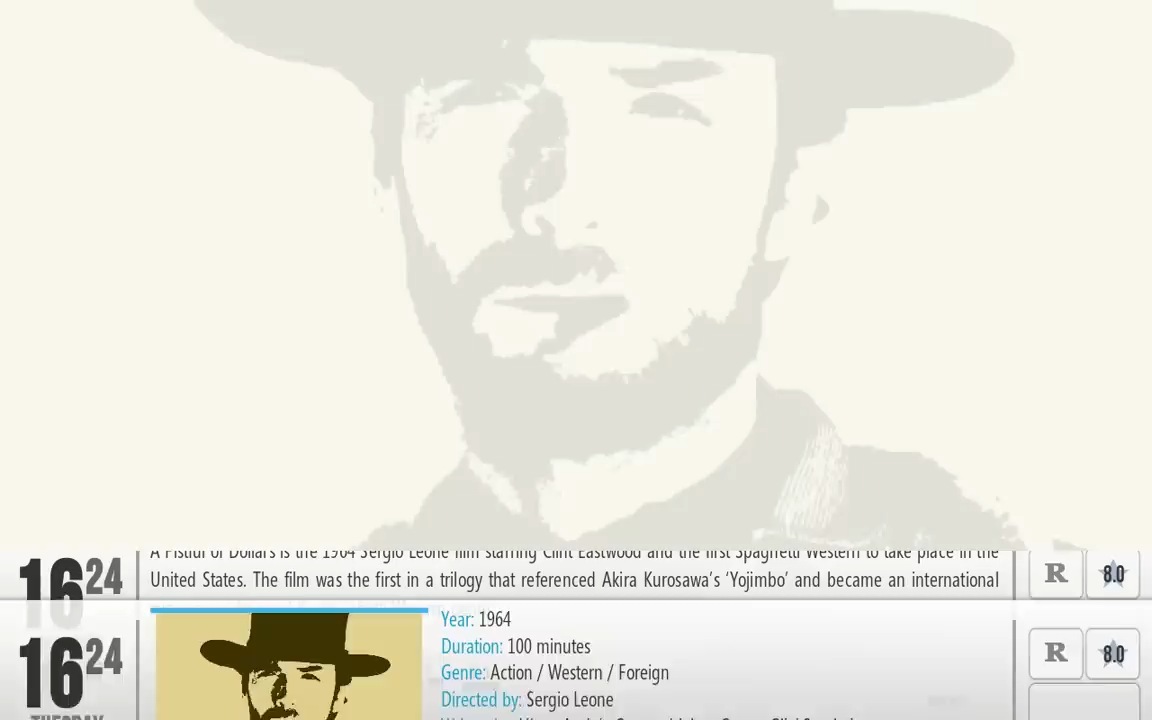 A Fistful of Dollars is the 1964 Sergio Leone film starring Clint Eastwood and the first Spaghetti Western to take place in the
16 24
United States. The film was the first in a trilogy that referenced Akira Kurosawa's 'Yojimbo' and became an international
R 8.0
Year: 1964
Duration: 100 minutes
16 24
R 8.0
Genre: Action / Western / Foreign
Directed by: Sergio Leone
TUESDAY